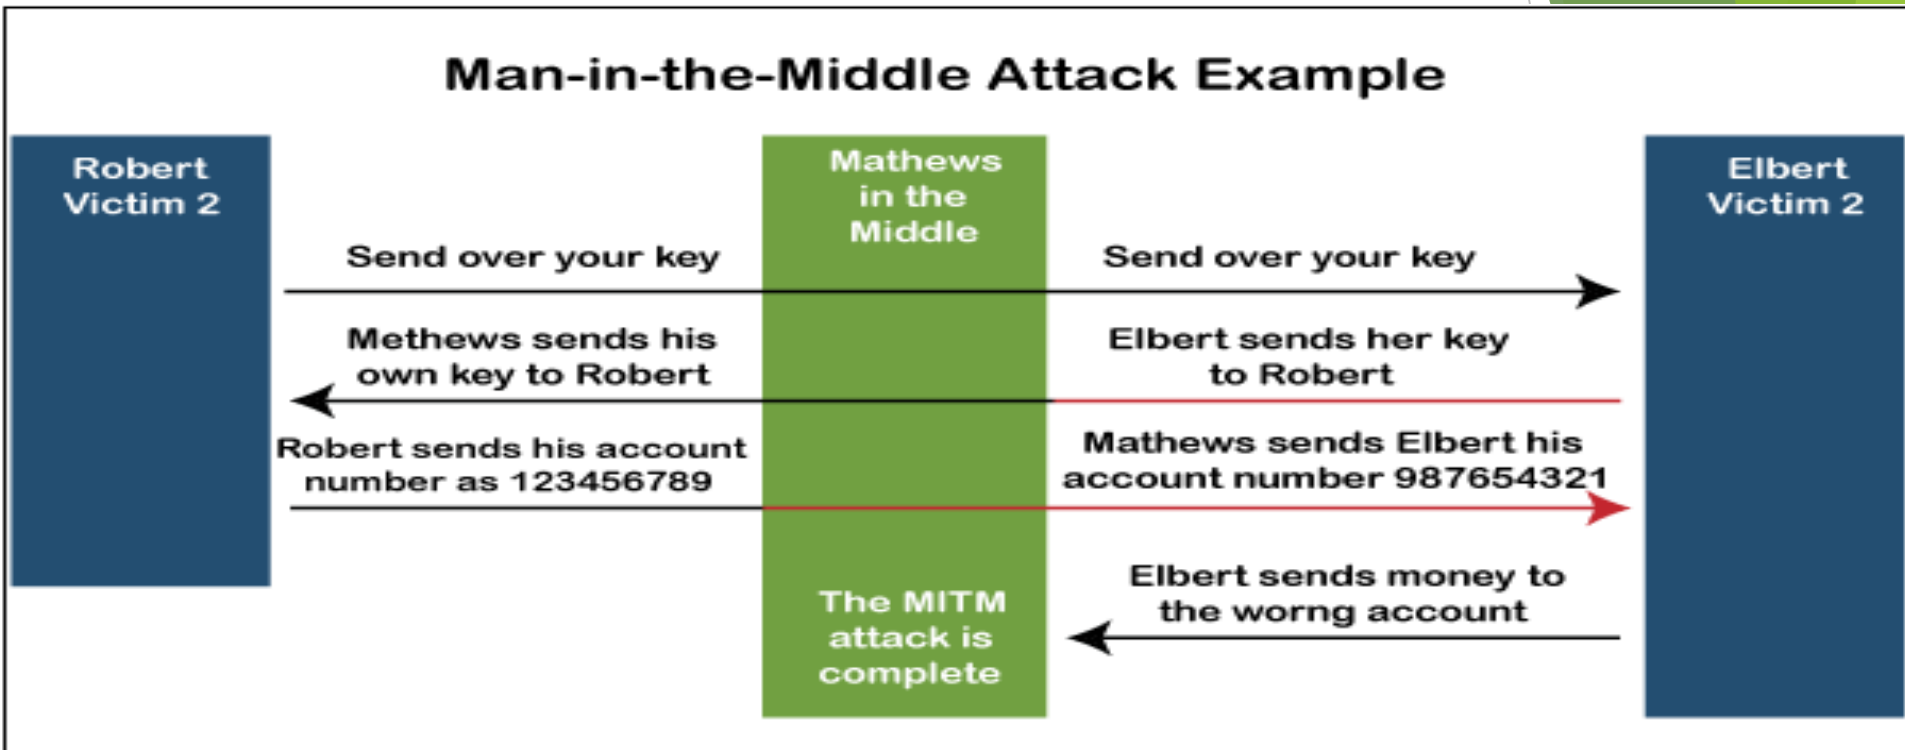 Man-in-the-Middle Attack Example
Robert
Victim 2
Mathews
in the
Middle
Elbert
Victim 2
Send over your key
Send over your key
Methews sends his
own key to Robert
Elbert sends her key
to Robert
Robert sends his account
number as 123456789
Mathews sends Elbert his
account number 987654321
Elbert sends money to
the worng account
The MITM
attack is
complete